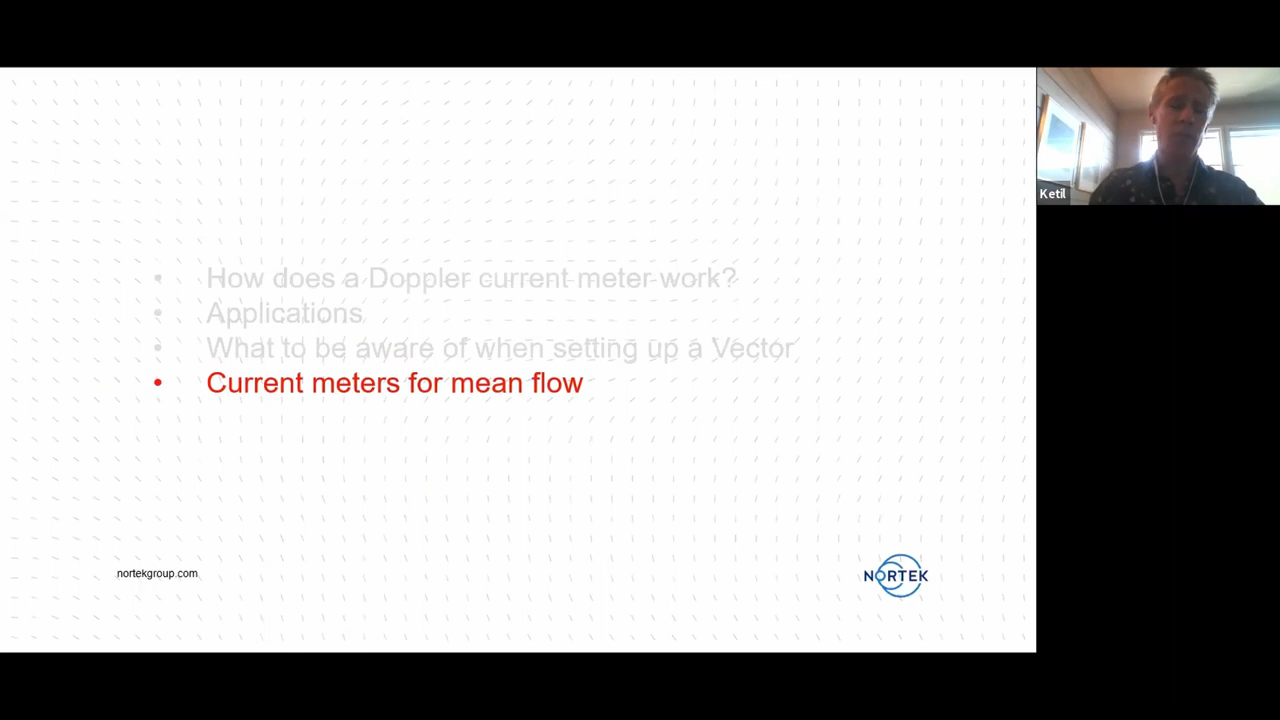 Ketil
• How does a Doppler current meter work?
• Applications
• What to be aware of when setting up a Vector
• Current meters for mean flow
nortekgroup.com
NORTEK